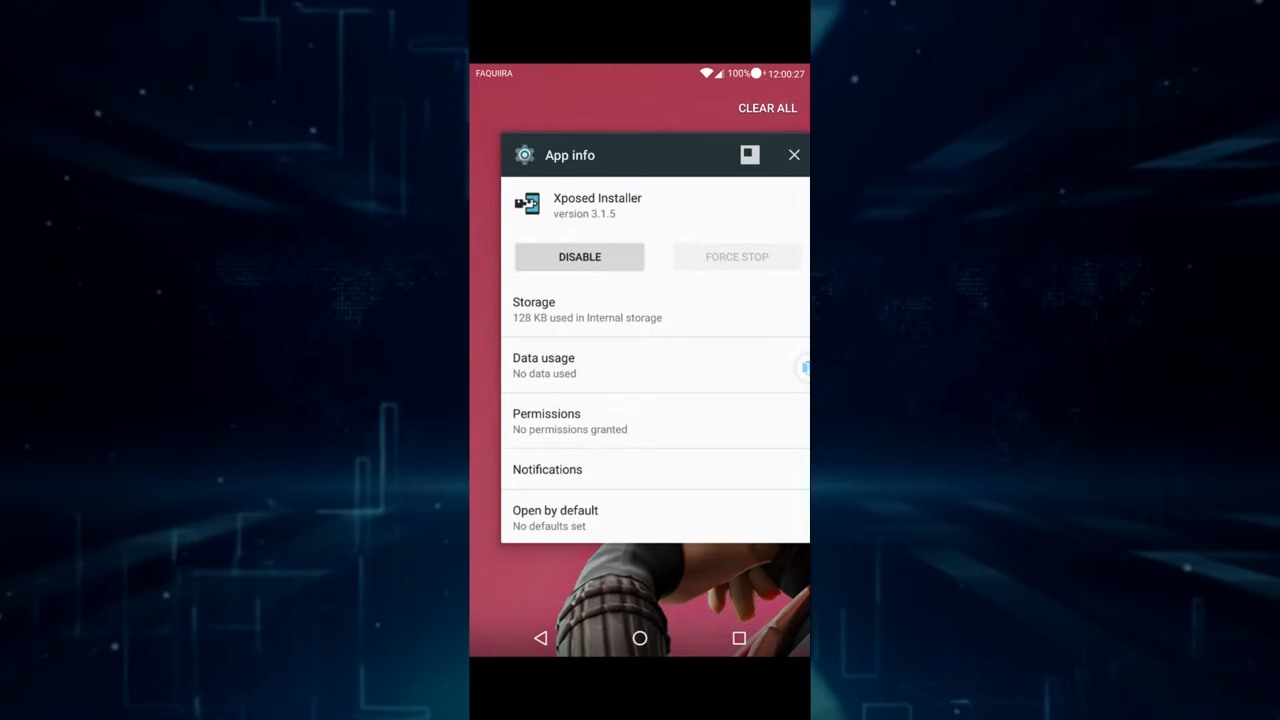 FAQUIIRA
100% 12:00:27
CLEAR ALL
App info
Xposed Installer
version 3.1.5
DISABLE
FORCE STOP
Storage
128 KB used in Internal storage
Data usage
No data used
Permissions
No permissions granted
Notifications
Open by default
No defaults set